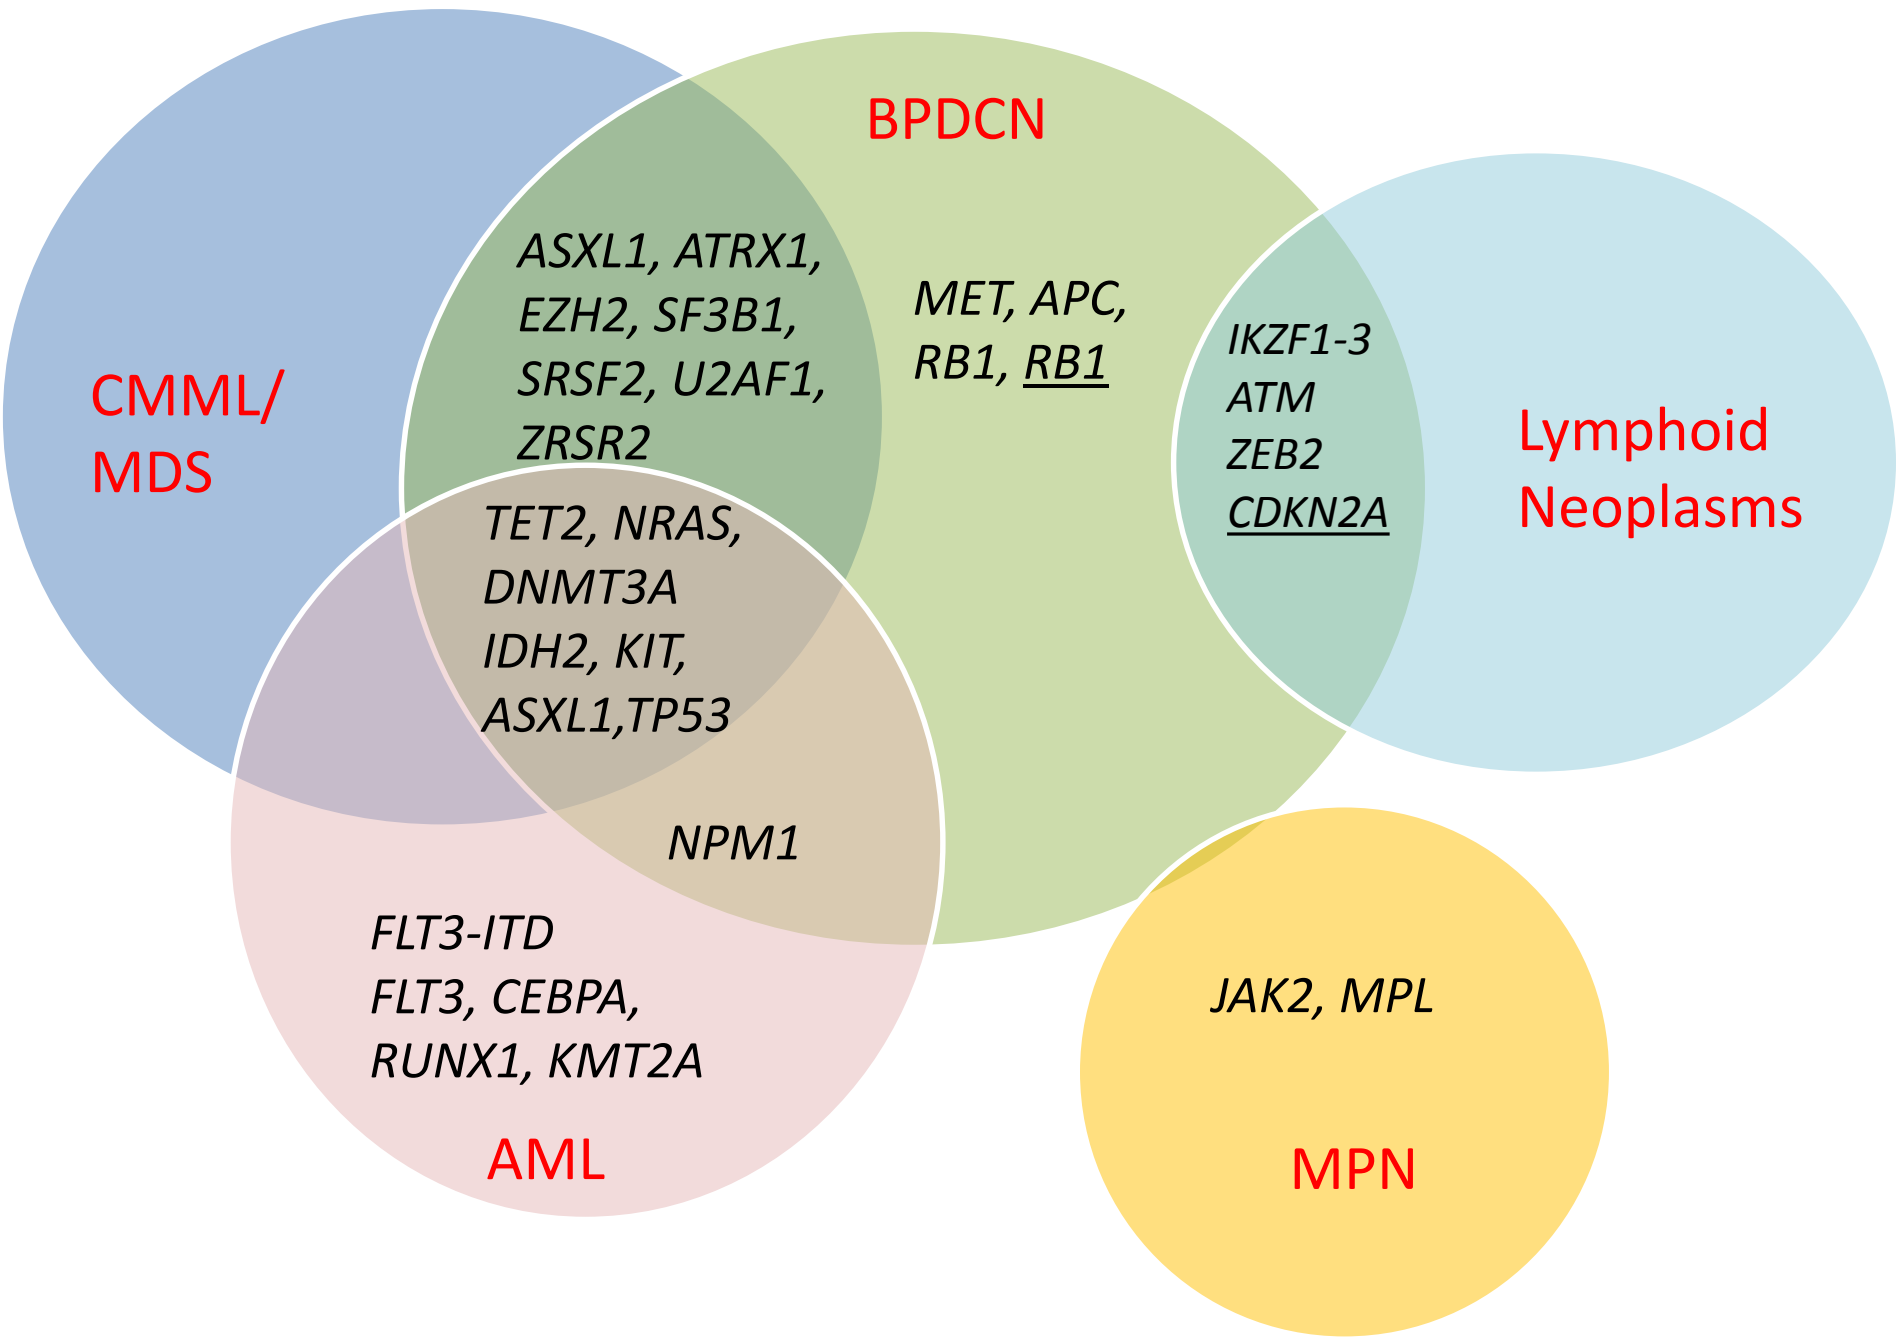 BPDCN
ASXL1, ATRX1,
EZH2, SF3B1,
SRSF2, U2AF1,
ZRSR2
MET, APC,
RB1, RB1
IKZF1-3
ATM
ZEB2
CDKN2A
CMML/
MDS
Lymphoid
Neoplasms
TET2, NRAS,
DNMT3A
IDH2, KIT,
ASXL1,TP53
NPM1
FLT3-ITD
FLT3, CEBPA,
RUNX1, KMT2A
AML
JAK2, MPL
MPN